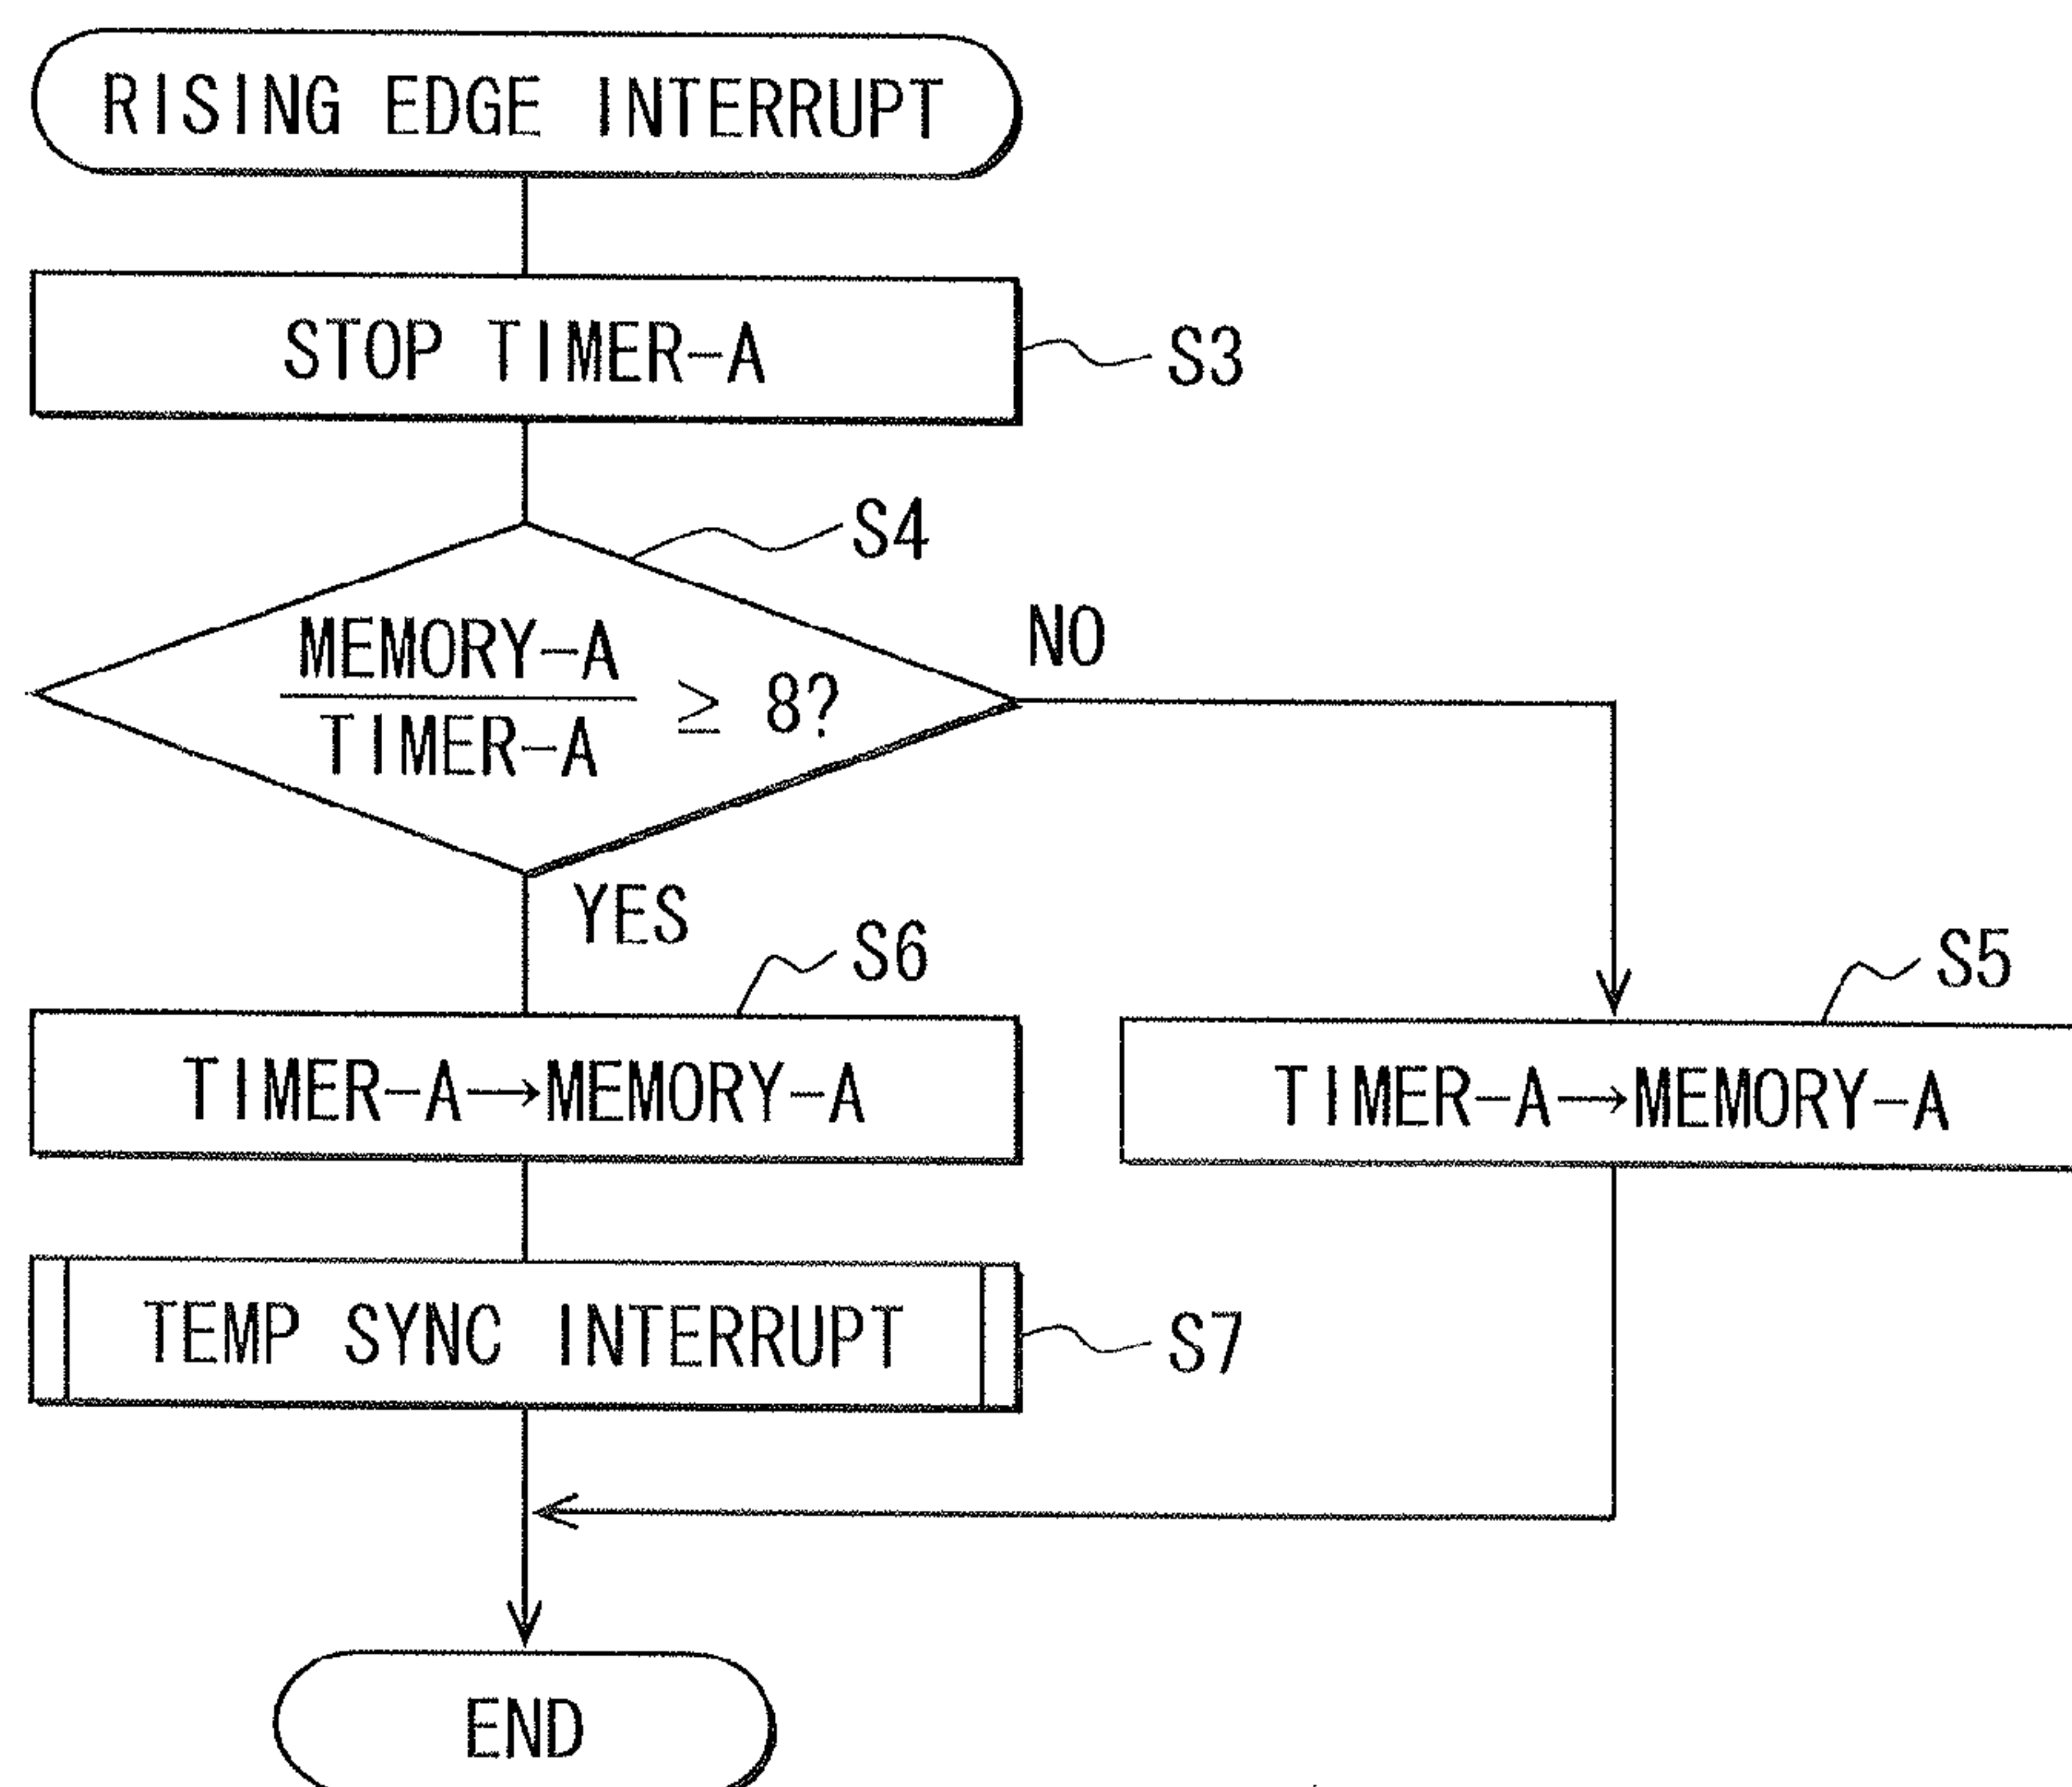 RISING EDGE INTERRUPT
STOP TIMER-A
S3
S4
MEMORY-A
TIMER-A
≥ 8?
NO
YES
S6
S5
TIMER-A→MEMORY-A
TIMER-A→MEMORY-A
TEMP SYNC INTERRUPT
S7
END